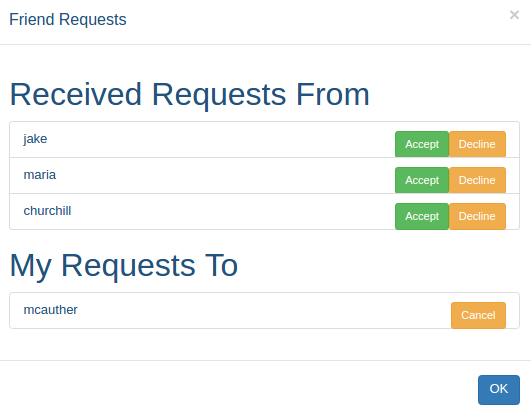 Friend Requests ×
Received Requests From
jake Accept Decline
maria Accept Decline
churchill Accept Decline
My Requests To
mcauther Cancel
OK